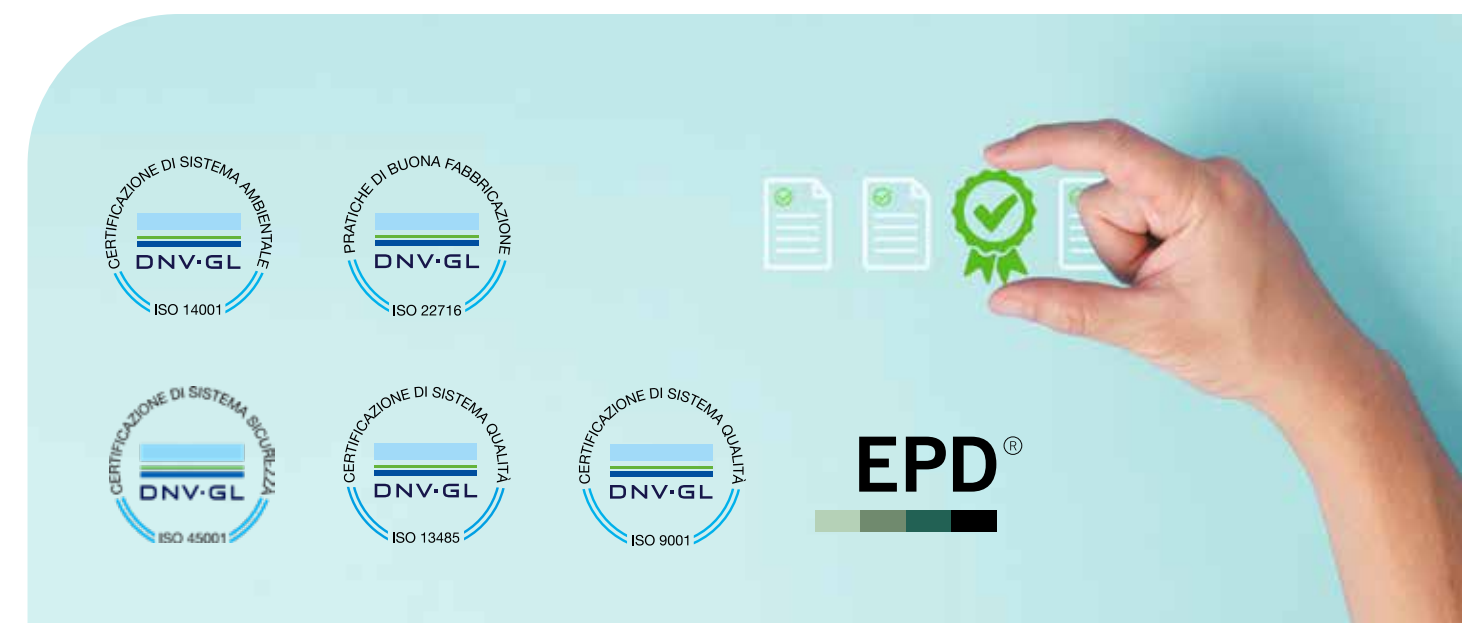 CERTIFICAZIONE DI SISTEMA AMBIENTALE
DNV·GL
ISO 14001
PRATICHE DI BUONA FABBRICAZIONE
DNV·GL
ISO 22716
CERTIFICAZIONE DI SISTEMA SICUREZZA
DNV·GL
ISO 45001
CERTIFICAZIONE DI SISTEMA QUALITÀ
DNV·GL
ISO 13485
CERTIFICAZIONE DI SISTEMA QUALITÀ
DNV·GL
ISO 9001
EPD®